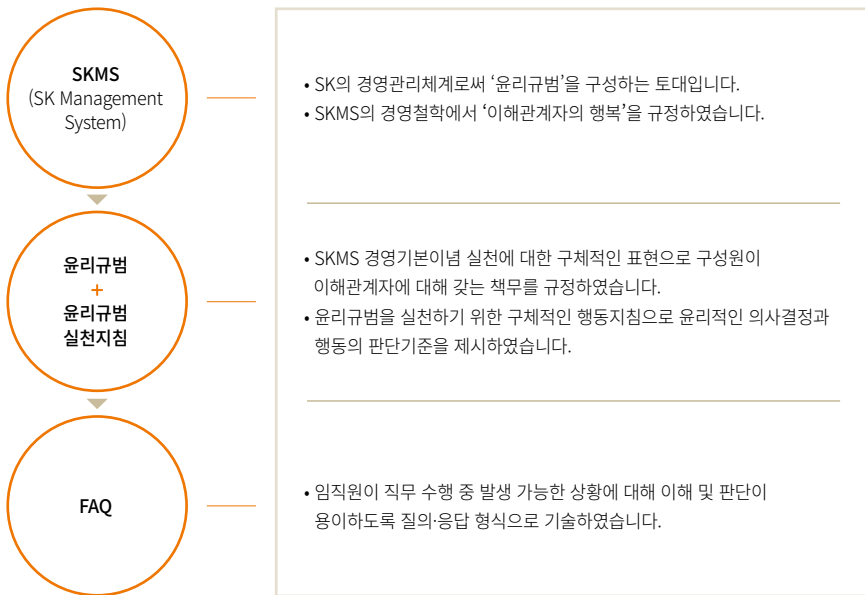 SKMS
(SK Management
System)
• SK의 경영관리체계로써 ‘윤리규범’을 구성하는 토대입니다.
• SKMS의 경영철학에서 ‘이해관계자의 행복’을 규정하였습니다.
윤리규범
+
윤리규범
실천지침
• SKMS 경영기본이념 실천에 대한 구체적인 표현으로 구성원이
이해관계자에 대해 갖는 책무를 규정하였습니다.
• 윤리규범을 실천하기 위한 구체적인 행동지침으로 윤리적인 의사결정과
행동의 판단기준을 제시하였습니다.
FAQ
• 임직원이 직무 수행 중 발생 가능한 상황에 대해 이해 및 판단이
용이하도록 질의·응답 형식으로 기술하였습니다.